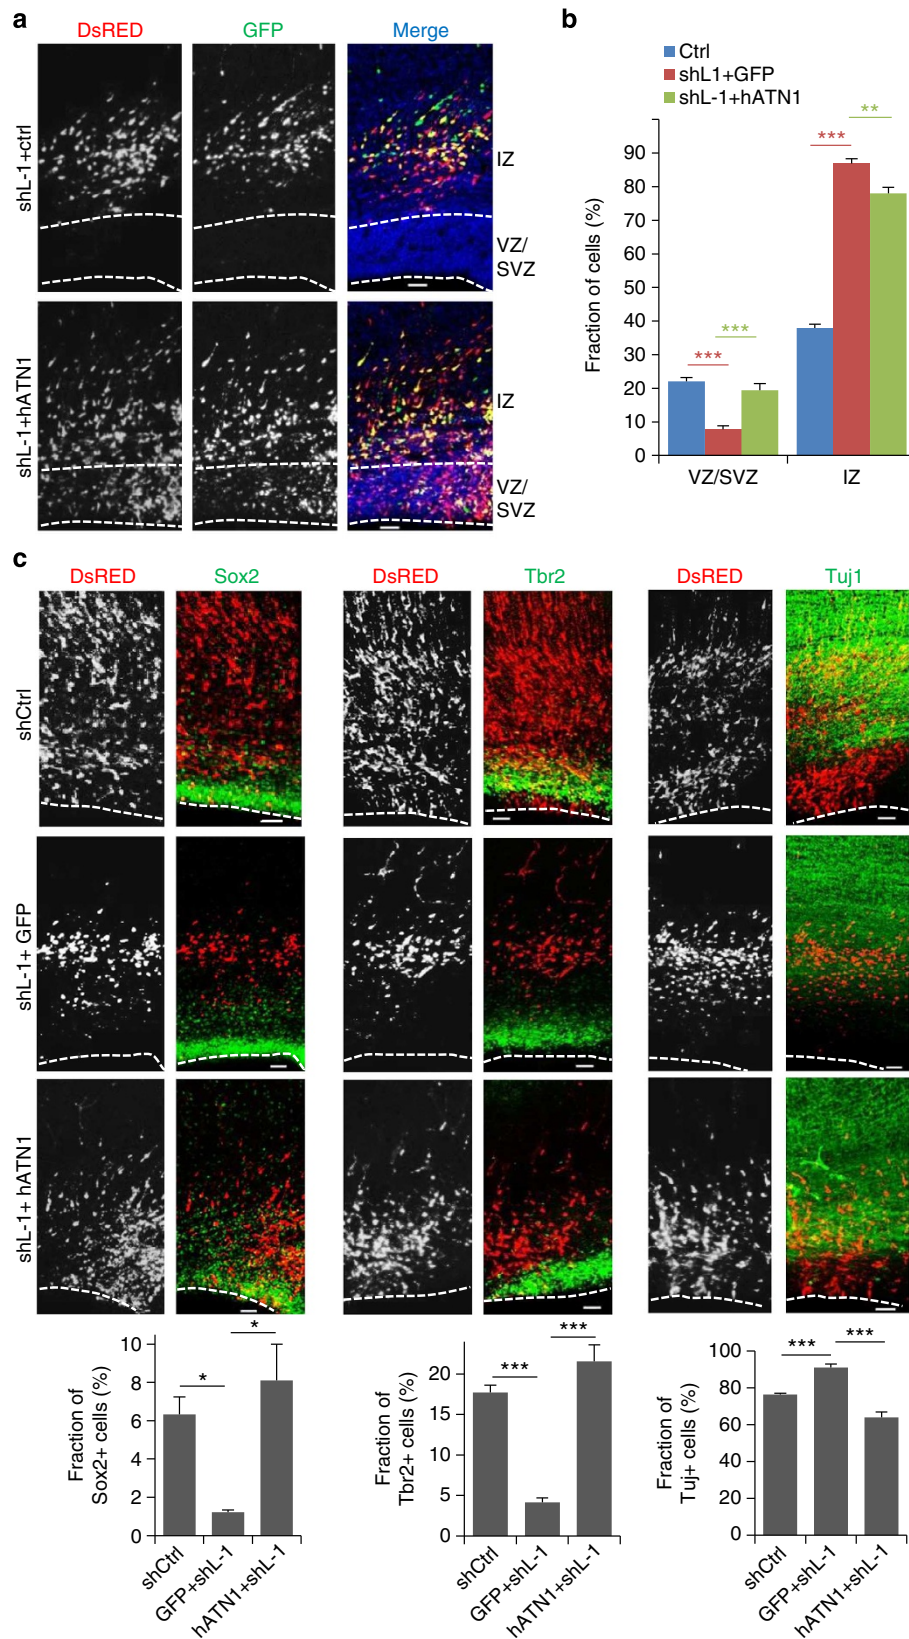 a
DsRED GFP Merge
shL-1+ctrl
IZ
VZ/
SVZ
shL-1+hATN1
IZ
VZ/
SVZ
b
Ctrl
shL1+GFP
shL-1+hATN1
Fraction of cells (%)
90
80
70
60
50
40
30
20
10
0
***
***
***
**
VZ/SVZ IZ
c
DsRED Sox2 DsRED Tbr2 DsRED Tuj1
shCtrl
shL-1+ GFP
shL-1+ hATN1
Fraction of
Sox2+ cells (%)
10
8
6
4
2
0
*
*
shCtrl
GFP+shL-1
hATN1+shL-1
Fraction of
Tbr2+ cells (%)
20
15
10
5
0
***
***
shCtrl
GFP+shL-1
hATN1+shL-1
Fraction of
Tuj+ cells (%)
100
80
60
40
20
0
***
***
shCtrl
GFP+shL-1
hATN1+shL-1